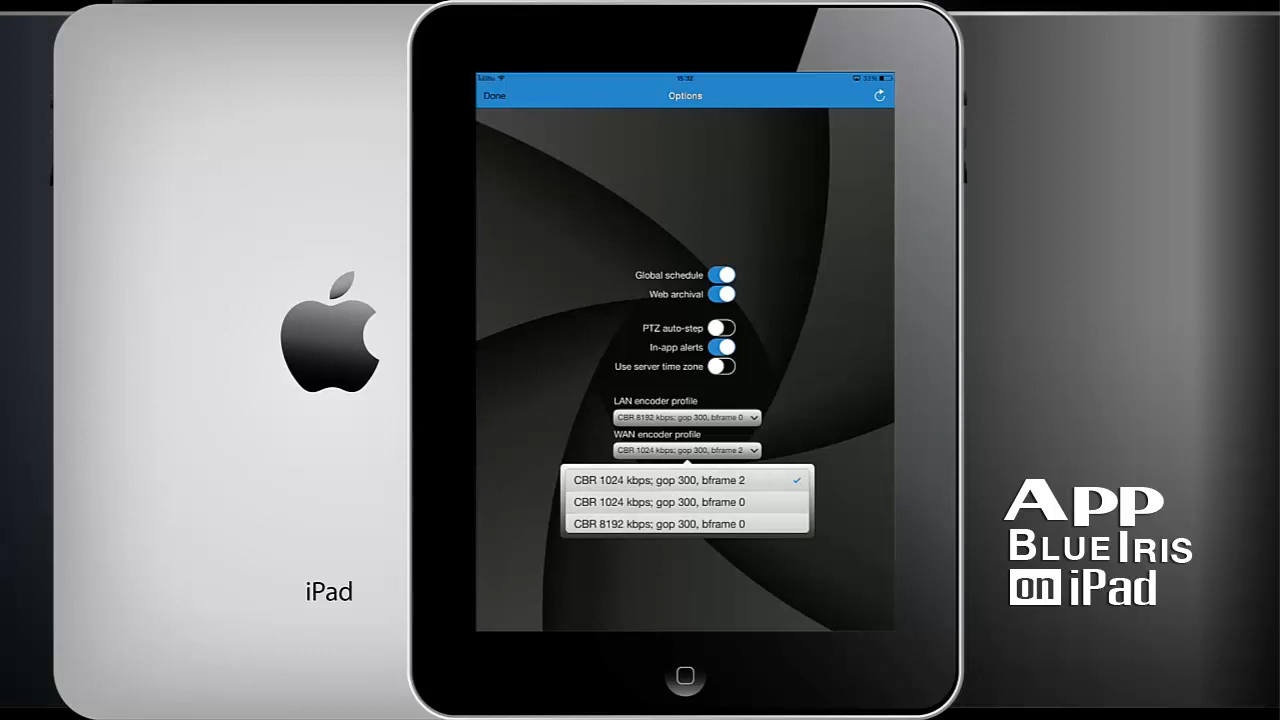 15:32
33%
Done
Options
Global schedule
Web archival
PTZ auto-step
In-app alerts
Use server time zone
LAN encoder profile
CBR 8192 kbps; gop 300, bframe 0
WAN encoder profile
CBR 1024 kbps; gop 300, bframe 2
CBR 1024 kbps; gop 300, bframe 2
CBR 1024 kbps; gop 300, bframe 0
CBR 8192 kbps; gop 300, bframe 0
iPad
App
BLUE IRIS
on iPad